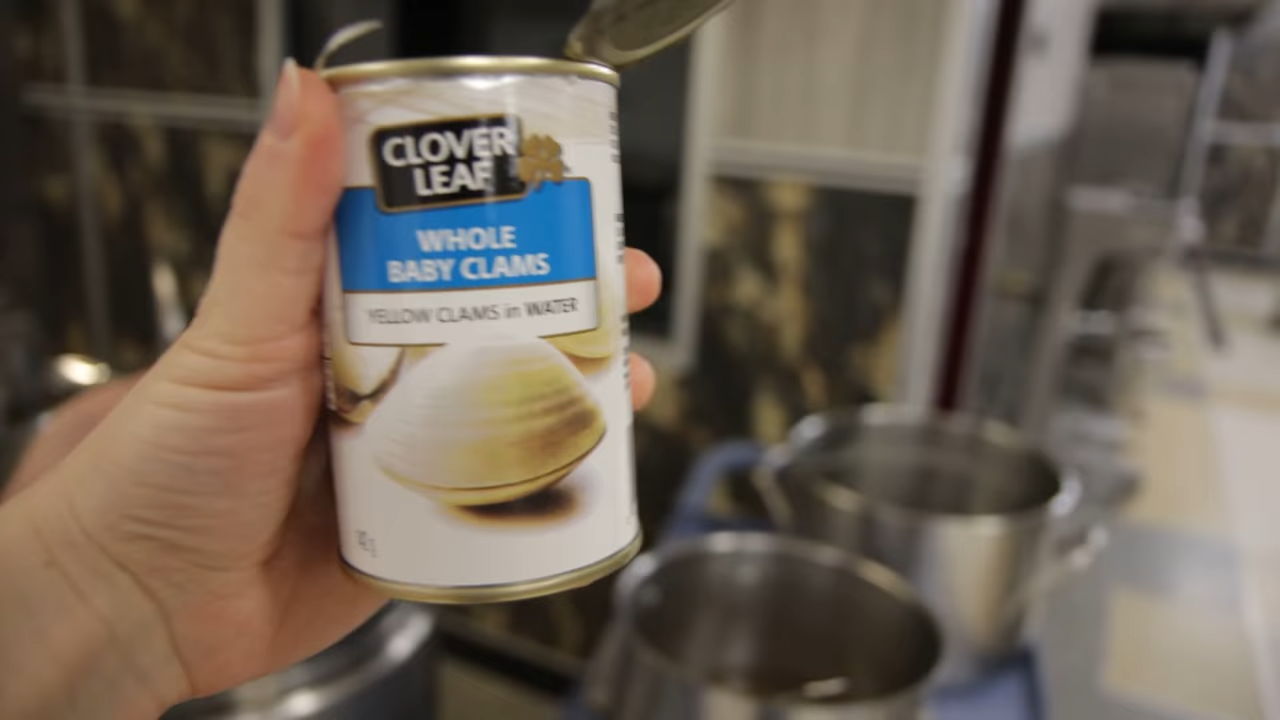 CLOVER
LEAF
WHOLE
BABY CLAMS
YELLOW CLAMS in WATER